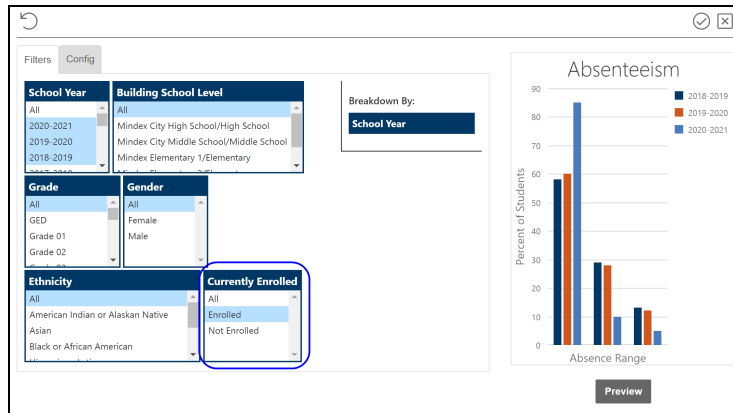 Filters
Config
School Year
All
2020-2021
2019-2020
2018-2019
Building School Level
All
Mindex City High School/High School
Mindex City Middle School/Middle School
Mindex Elementary 1/Elementary
Breakdown By:
School Year
Grade
All
GED
Grade 01
Grade 02
Gender
All
Female
Male
Ethnicity
All
American Indian or Alaskan Native
Asian
Black or African American
Currently Enrolled
All
Enrolled
Not Enrolled
Absenteeism
90
80
70
60
50
40
30
20
10
0
Percent of Students
Absence Range
2018-2019
2019-2020
2020-2021
Preview